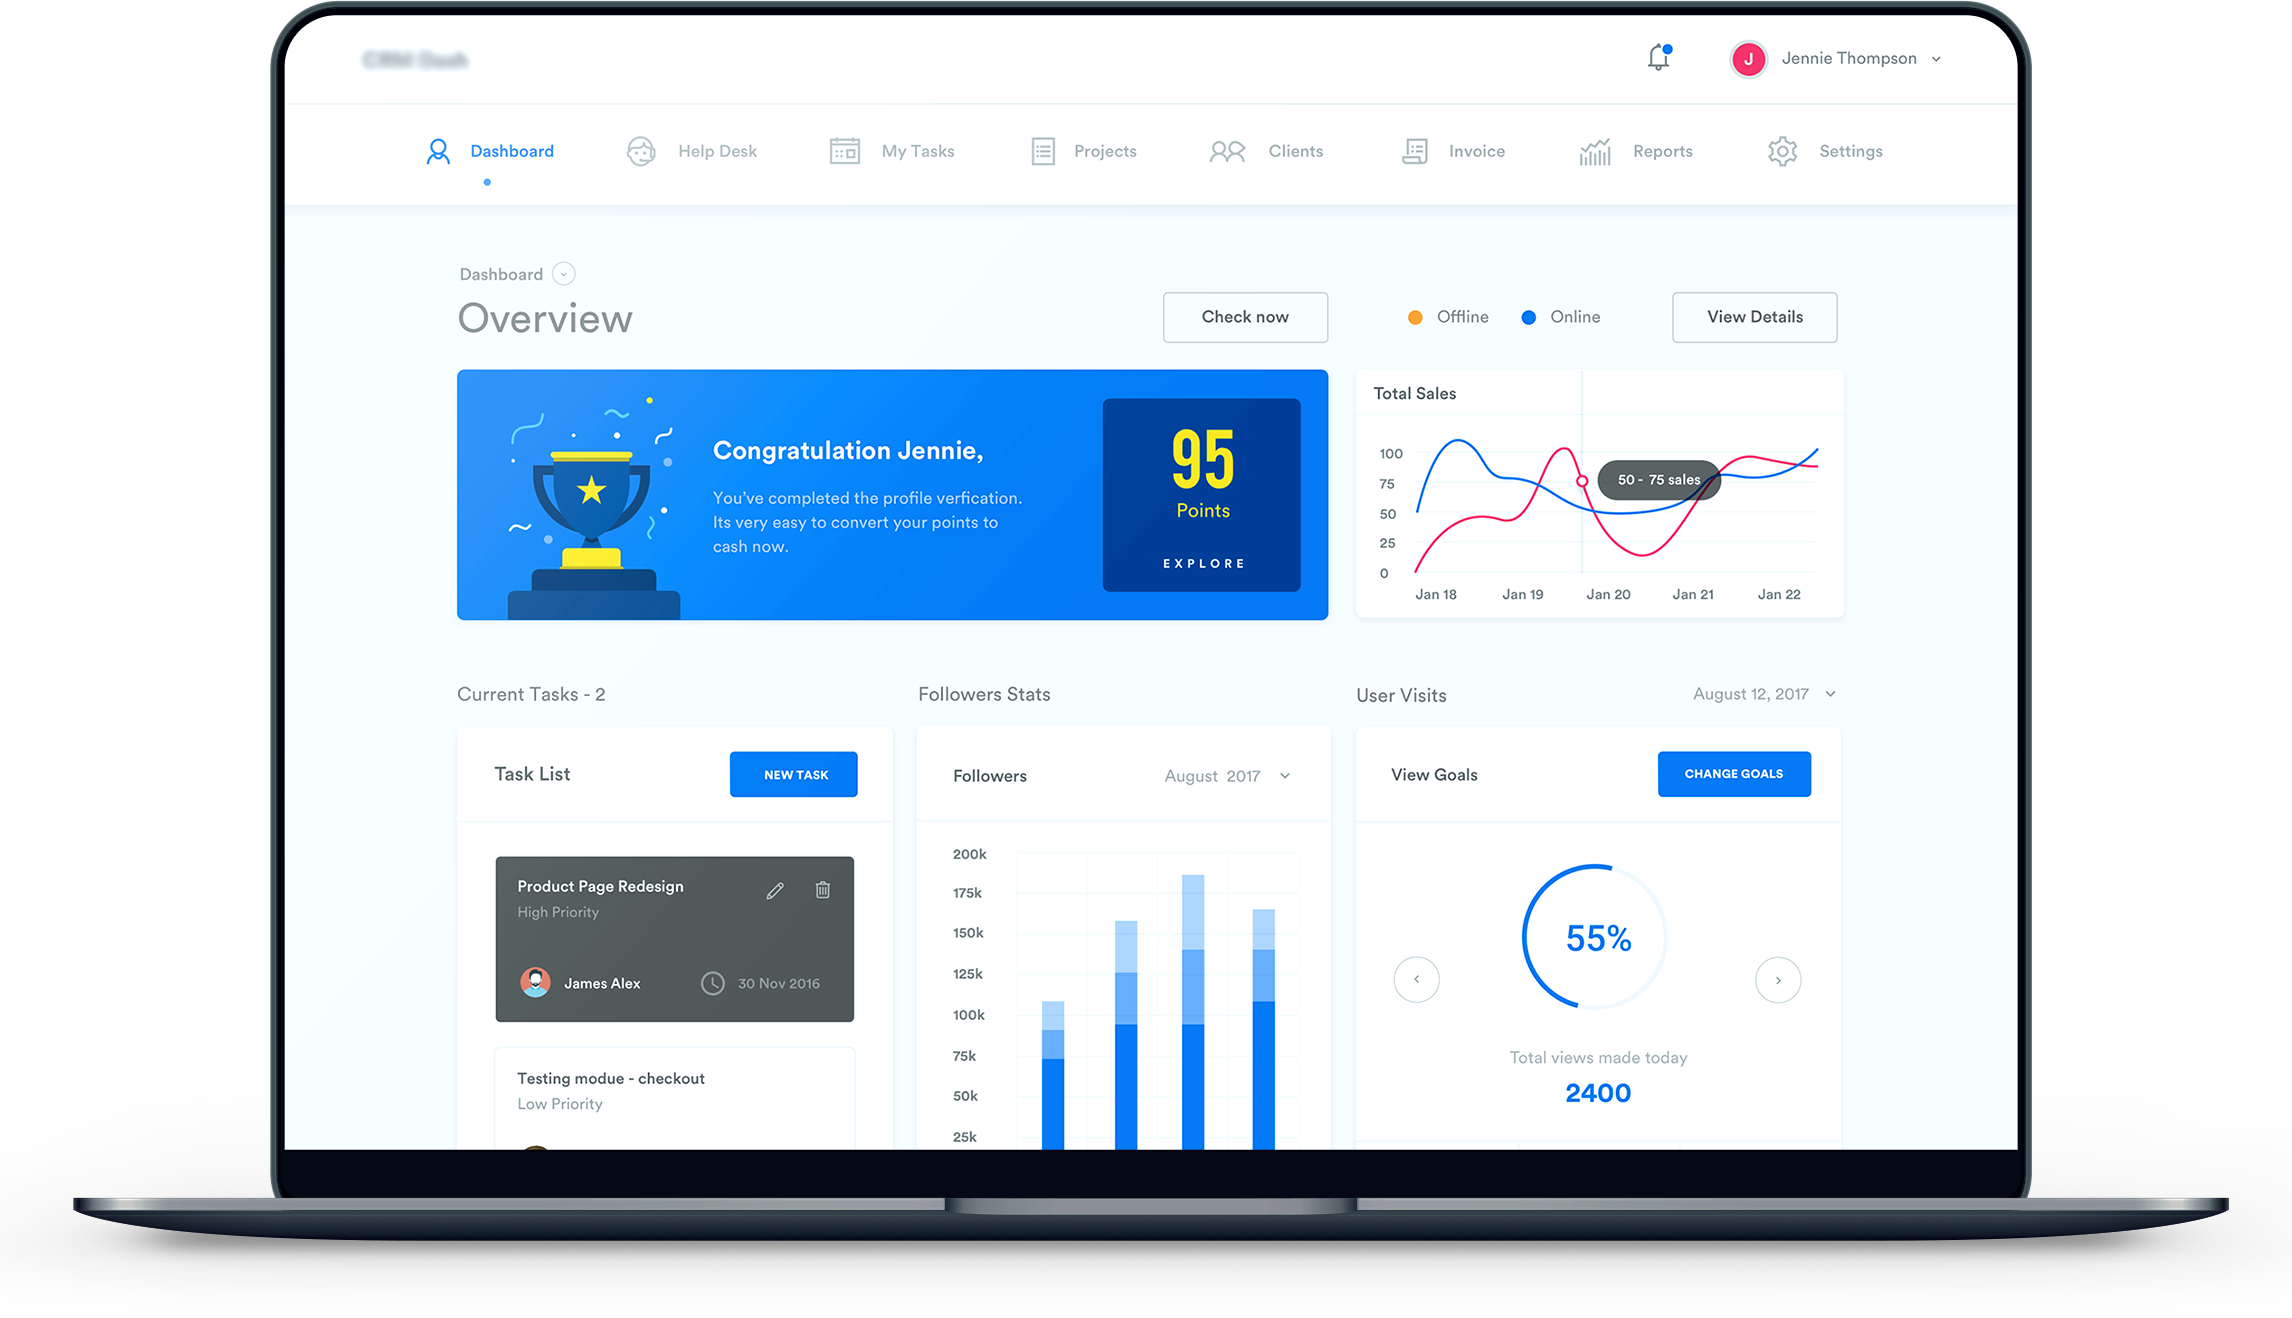 Jennie Thompson
J
Dashboard
Help Desk
My Tasks
Projects
Clients
Invoice
Reports
Settings
Dashboard
Overview
Check now
Offline
Online
View Details
Congratulation Jennie,
You've completed the profile verfication.
Its very easy to convert your points to
cash now.
95
Points
EXPLORE
Total Sales
100
75
50
25
0
50 - 75 sales
Jan 18
Jan 19
Jan 20
Jan 21
Jan 22
Current Tasks - 2
Task List
NEW TASK
Product Page Redesign
High Priority
James Alex
30 Nov 2016
Testing modue - checkout
Low Priority
Followers Stats
Followers
August 2017
200k
175k
150k
125k
100k
75k
50k
25k
User Visits
August 12, 2017
View Goals
CHANGE GOALS
55%
Total views made today
2400